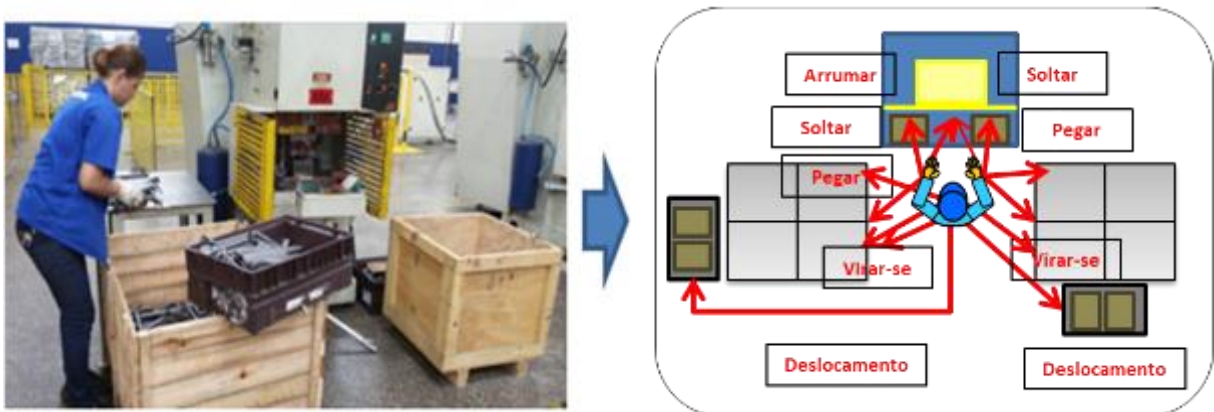 Arrumar
Soltar
Soltar
Pegar
Pegar
Virar-se
Virar-se
Deslocamento
Deslocamento